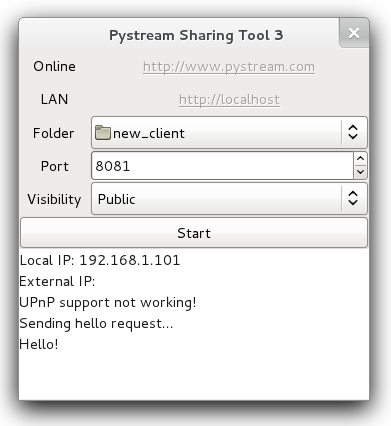 Pystream Sharing Tool 3
Online http://www.pystream.com
LAN http://localhost
Folder new_client
Port 8081
Visibility Public
Start
Local IP: 192.168.1.101
External IP:
UPnP support not working!
Sending hello request...
Hello!